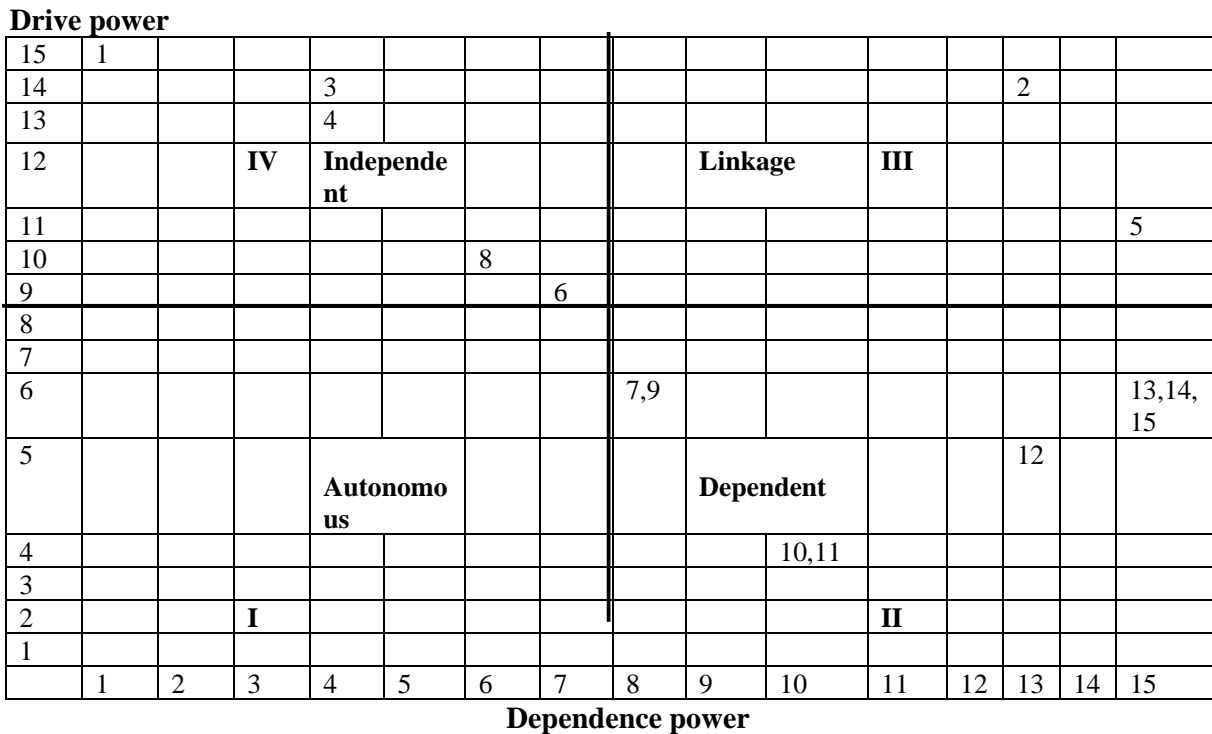 Drive power
15 1
14 3 2
13 4
12 IV Independe Linkage III
nt
11 5
10 8
9 6
8
7
6 7,9 13,14,
15
5 12
Autonomo Dependent
us
4 10,11
3
2 I II
1
1 2 3 4 5 6 7 8 9 10 11 12 13 14 15
Dependence power